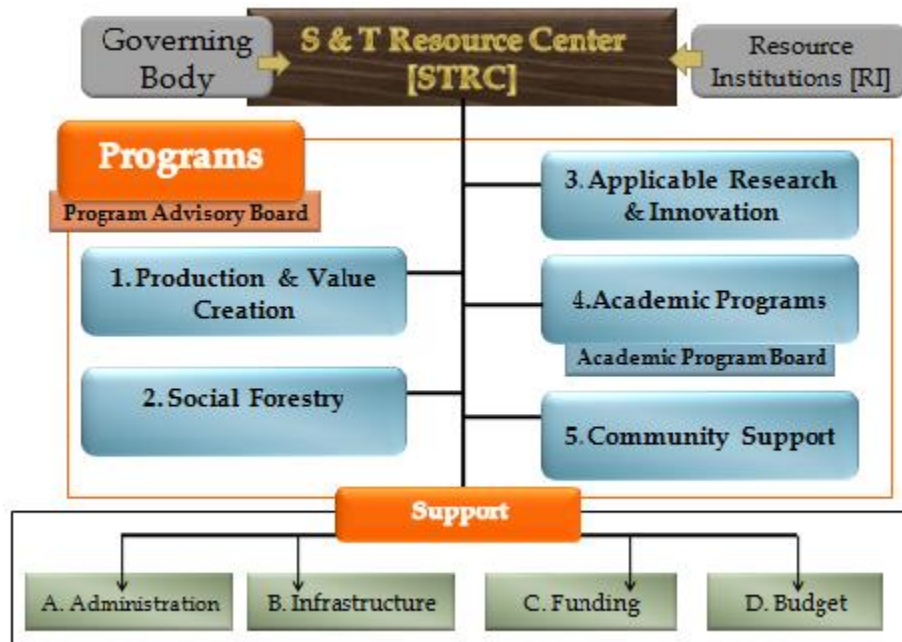 Governing
Body
S & T Resource Center
[STRC]
Resource
Institutions [RI]
Programs
Program Advisory Board
1. Production & Value
Creation
2. Social Forestry
3. Applicable Research
& Innovation
4. Academic Programs
Academic Program Board
5. Community Support
Support
A. Administration
B. Infrastructure
C. Funding
D. Budget